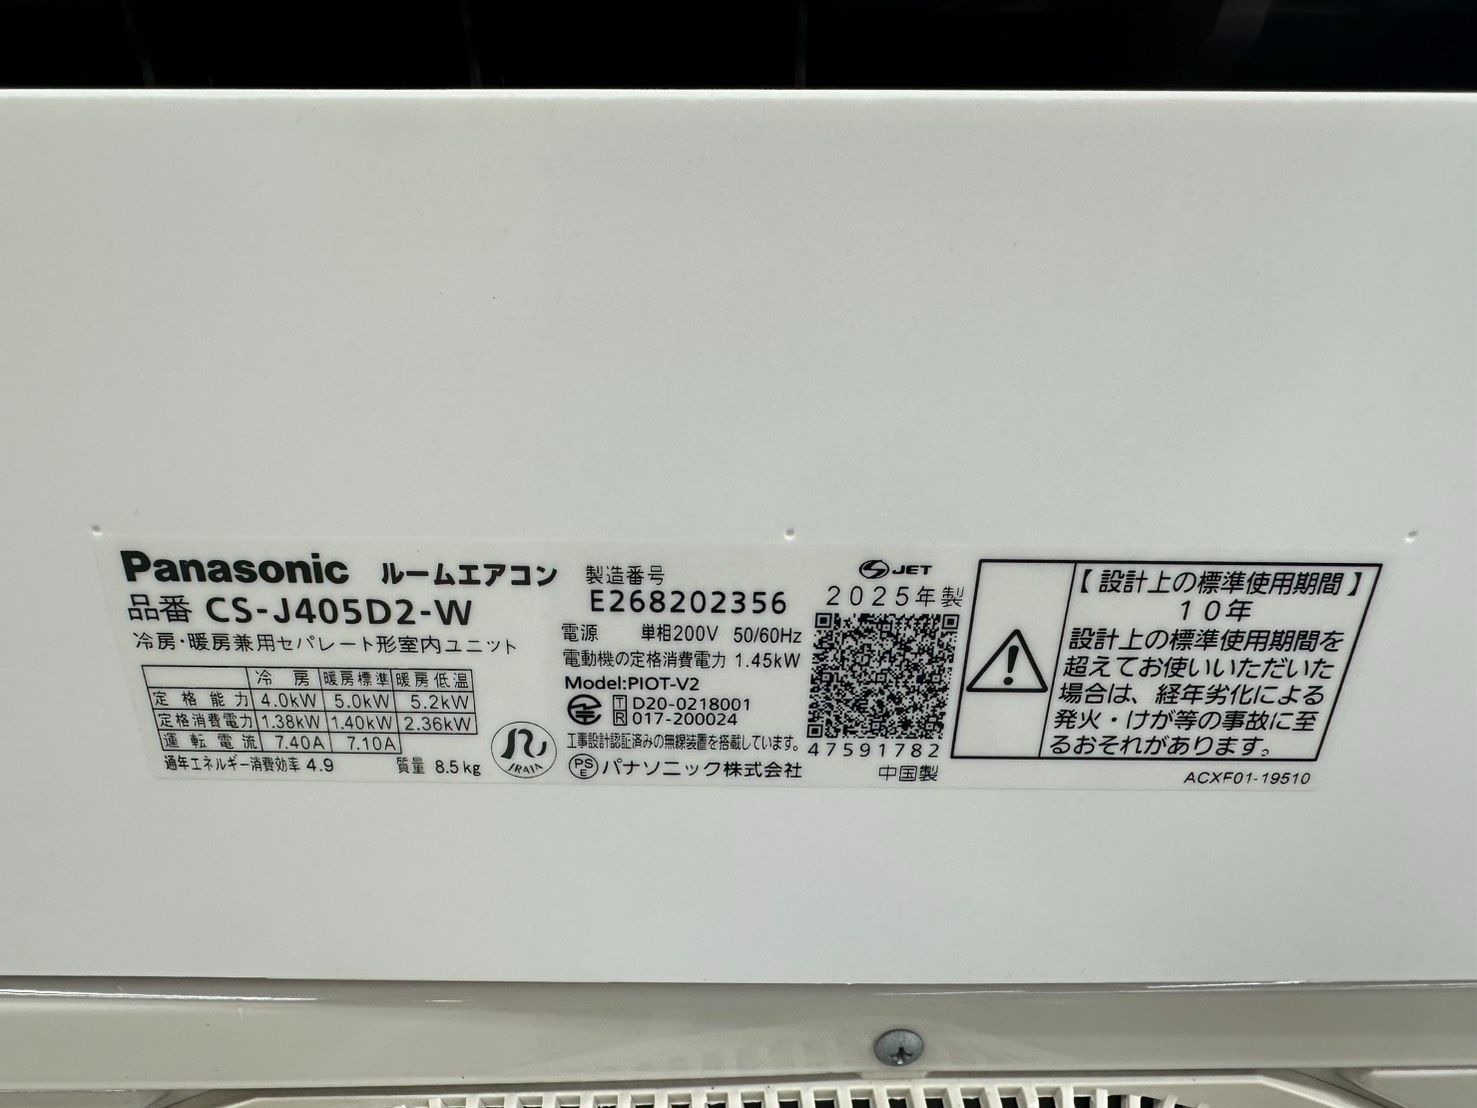 Panasonic ルームエアコン
品番 CS-J405D2-W
冷房・暖房兼用セパレート形室内ユニット
冷房 暖房標準 暖房低温
定格能力 4.0kW 5.0kW 5.2kW
定格消費電力 1.38kW 1.40kW 2.36kW
運転電流 7.40A 7.10A
通年エネルギー消費効率 4.9 質量 8.5kg
JRAIA
製造番号
E268202356
電源 単相200V 50/60Hz
電動機の定格消費電力 1.45kW
Model:PIOT-V2
T D20-0218001
R 017-200024
工事設計認証済みの無線装置を搭載しています。
PSE パナソニック株式会社
JET
2025年製
47591782
中国製
【設計上の標準使用期間】
10年
設計上の標準使用期間を
超えてお使いいただいた
場合は、経年劣化による
発火・けが等の事故に至
るおそれがあります。
ACXF01-19510